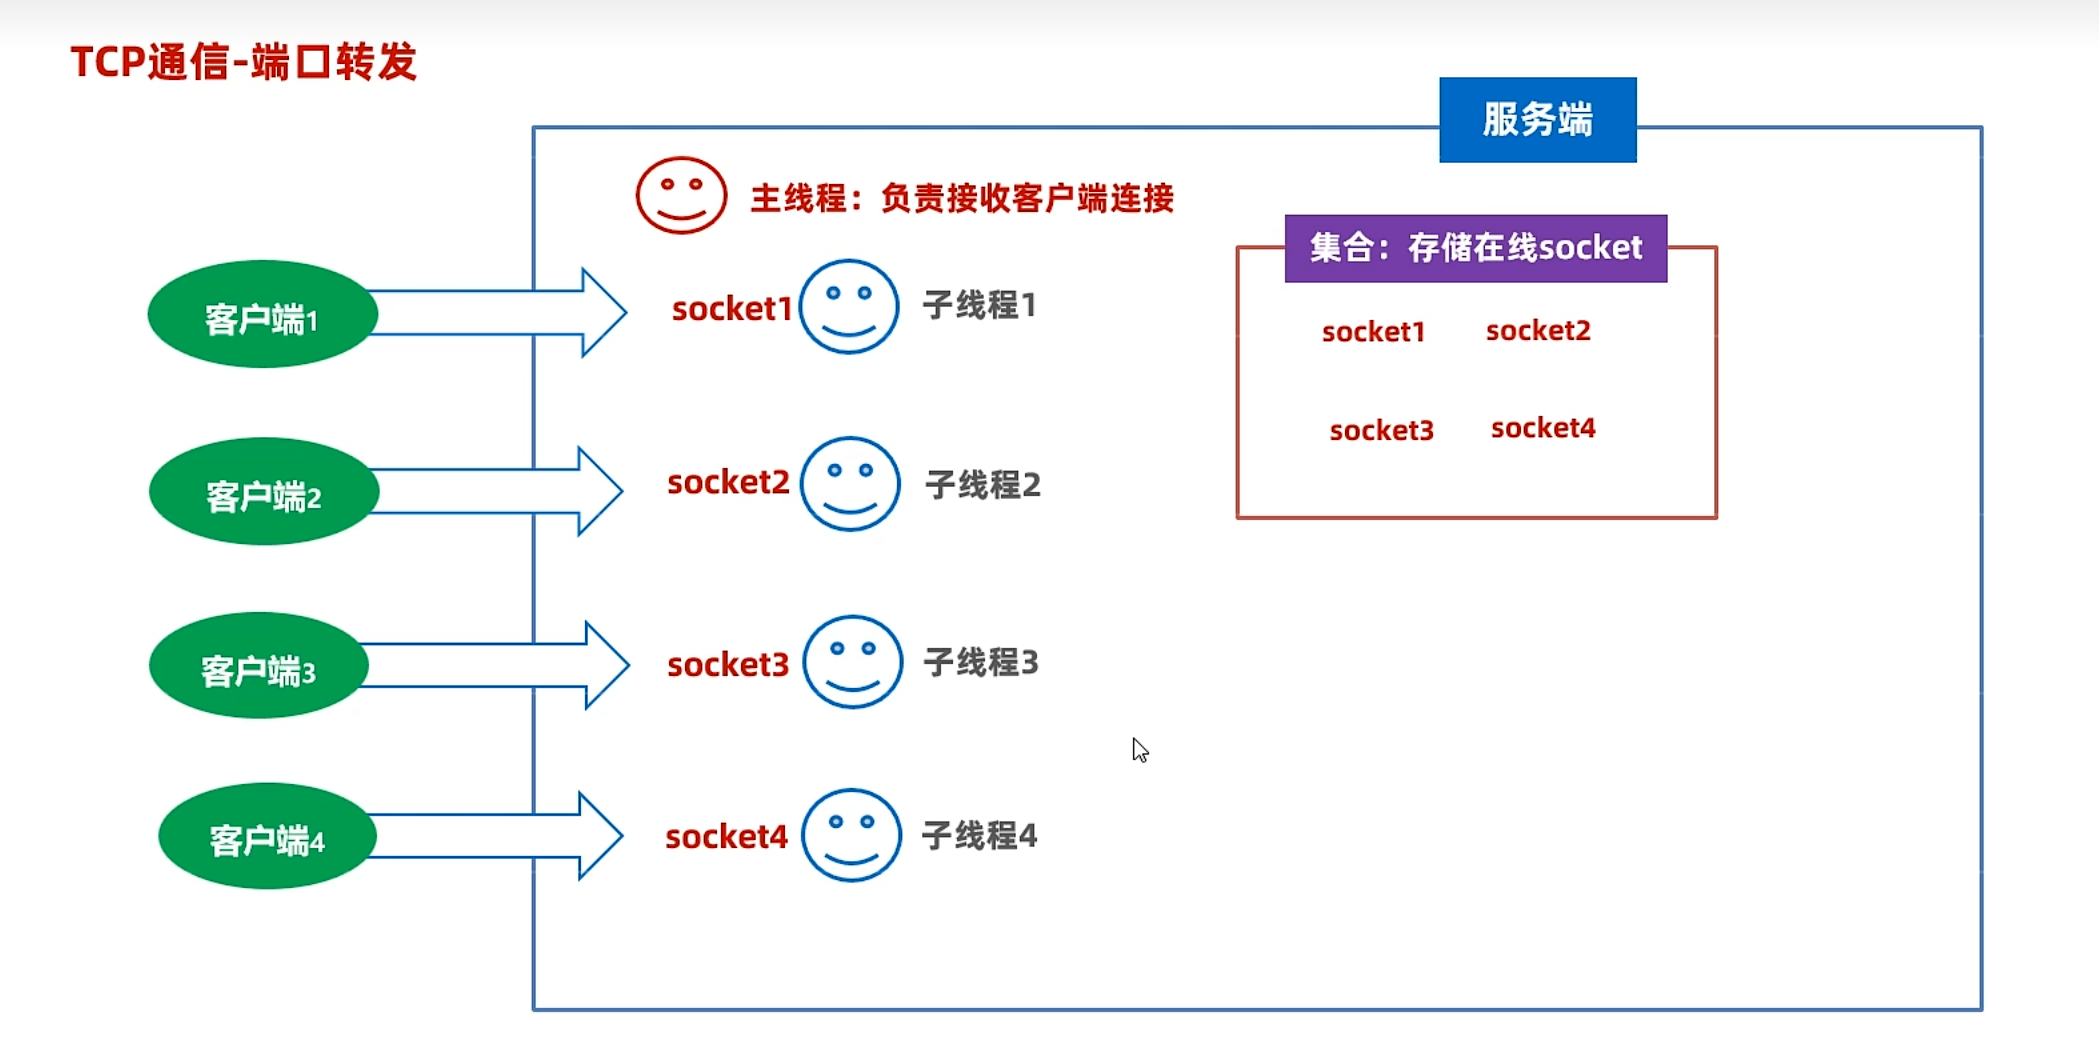 TCP通信-端口转发
服务端
主线程：负责接收客户端连接
集合：存储在线socket
客户端1
socket1
子线程1
socket1
socket2
客户端2
socket2
子线程2
socket3
socket4
客户端3
socket3
子线程3
客户端4
socket4
子线程4